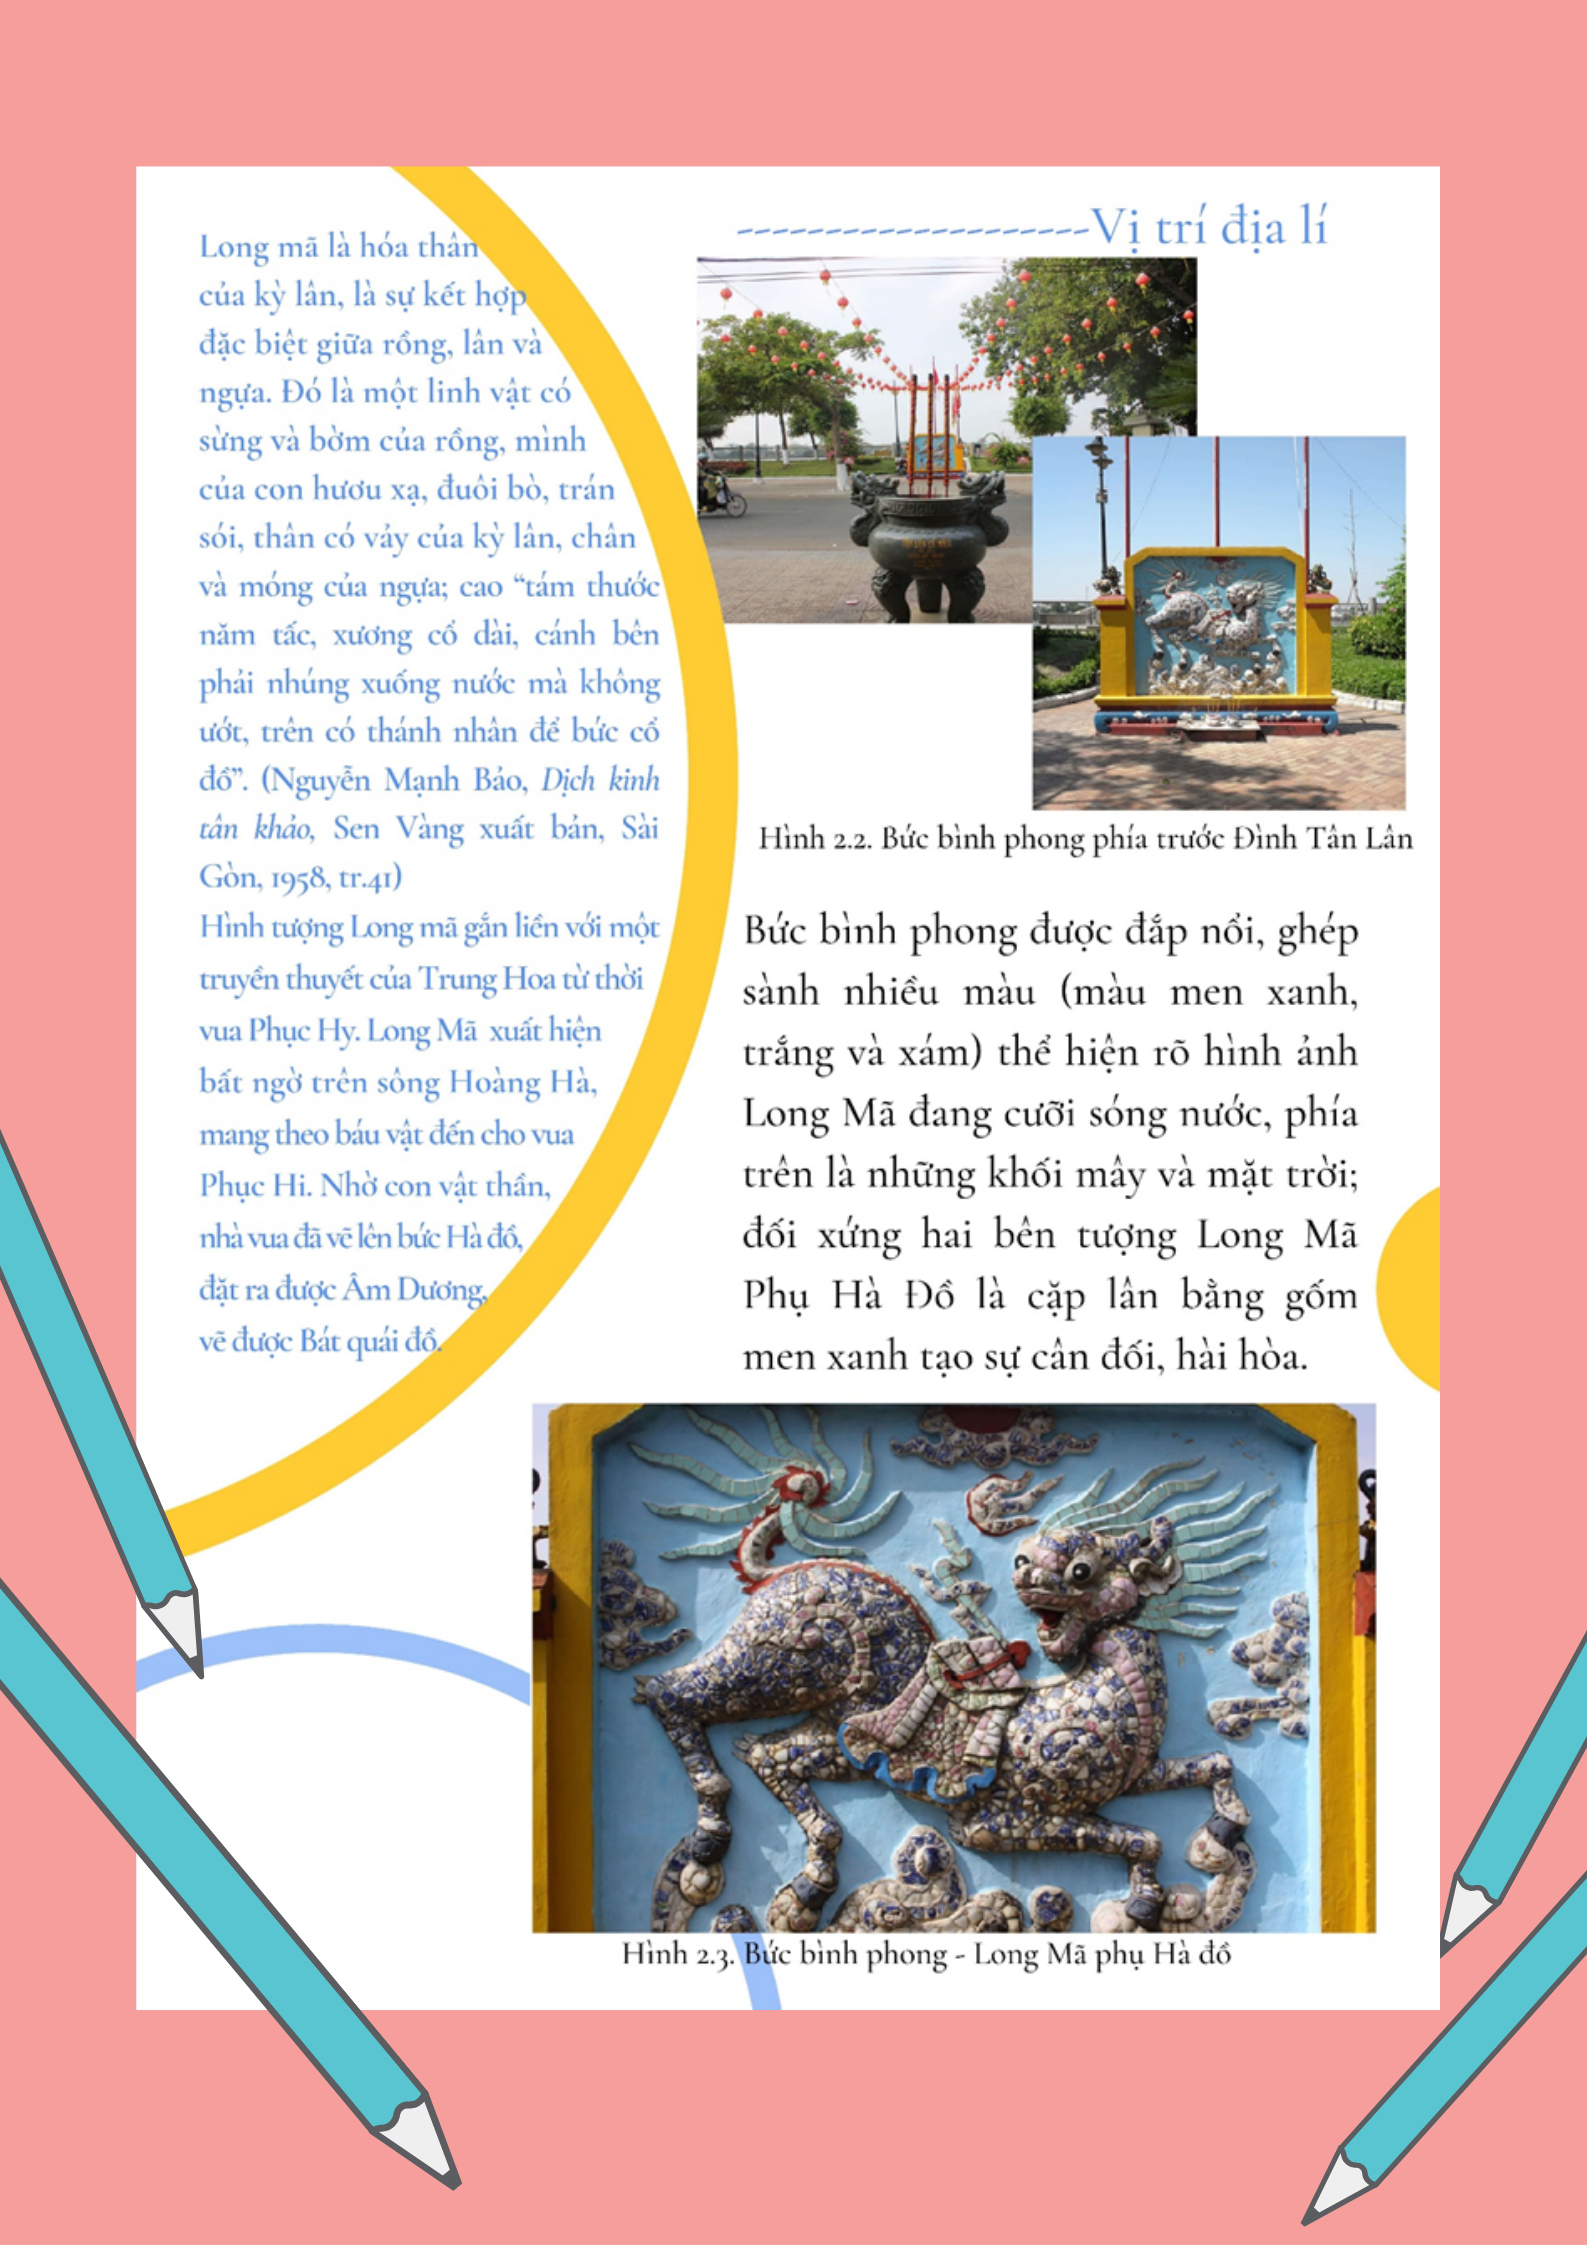 Vị trí địa lí
Long mã là hóa thân
của kỳ lân, là sự kết hợp
đặc biệt giữa rồng, lân và
ngựa. Đó là một linh vật có
sừng và bờm của rồng, mình
của con hươu xạ, đuôi bò, trán
sói, thân có vảy của kỳ lân, chân
và móng của ngựa; cao “tám thước
năm tấc, xương cổ dài, cánh bên
phải nhúng xuống nước mà không
ướt, trên có thánh nhân để bức cổ
đồ”. (Nguyễn Mạnh Bảo, Dịch kinh
tân khảo, Sen Vàng xuất bản, Sài
Gòn, 1958, tr.41)
Hình tượng Long mã gắn liền với một
truyền thuyết của Trung Hoa từ thời
vua Phục Hy. Long Mã xuất hiện
bất ngờ trên sông Hoàng Hà,
mang theo báu vật đến cho vua
Phục Hi. Nhờ con vật thần,
nhà vua đã vẽ lên bức Hà đồ,
đặt ra được Âm Dương,
vẽ được Bát quái đồ.
Hình 2.2. Bức bình phong phía trước Đình Tân Lân
Bức bình phong được đắp nổi, ghép
sành nhiều màu (màu men xanh,
trắng và xám) thể hiện rõ hình ảnh
Long Mã đang cưỡi sóng nước, phía
trên là những khối mây và mặt trời;
đối xứng hai bên tượng Long Mã
Phụ Hà Đồ là cặp lân bằng gốm
men xanh tạo sự cân đối, hài hòa.
Hình 2.3. Bức bình phong - Long Mã phụ Hà đồ